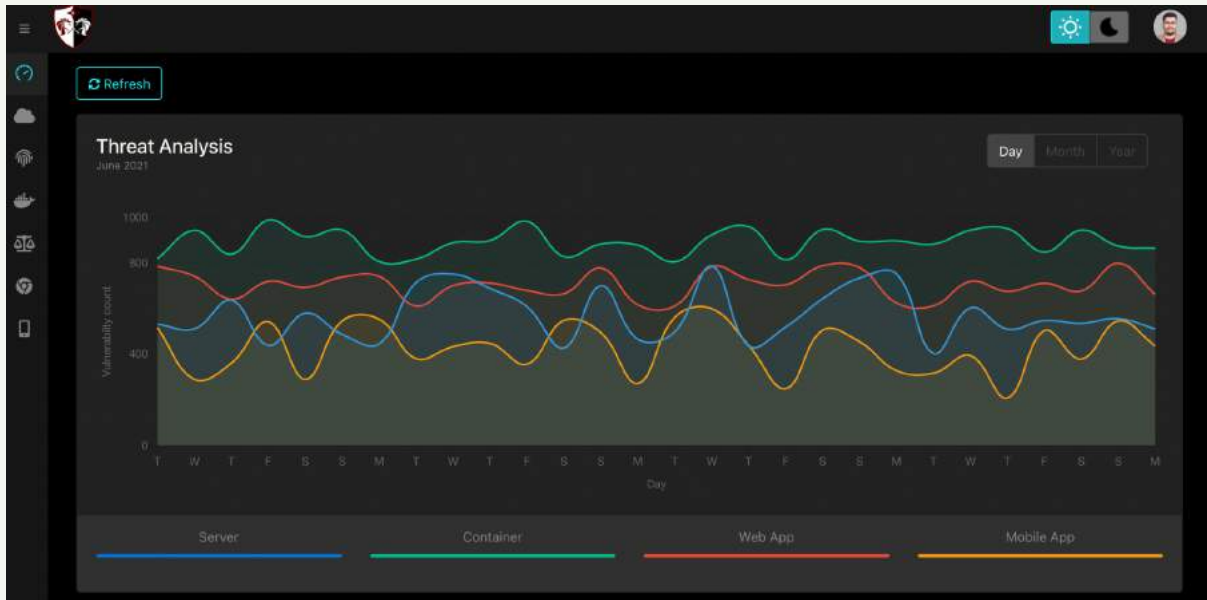 Refresh
Threat Analysis
June 2021
Day Month Year
1000
800
400
0
Vulnerability count
T W T F S S M T W T F S S M T W T F S S M T W T F S S M
Day
Server Container Web App Mobile App